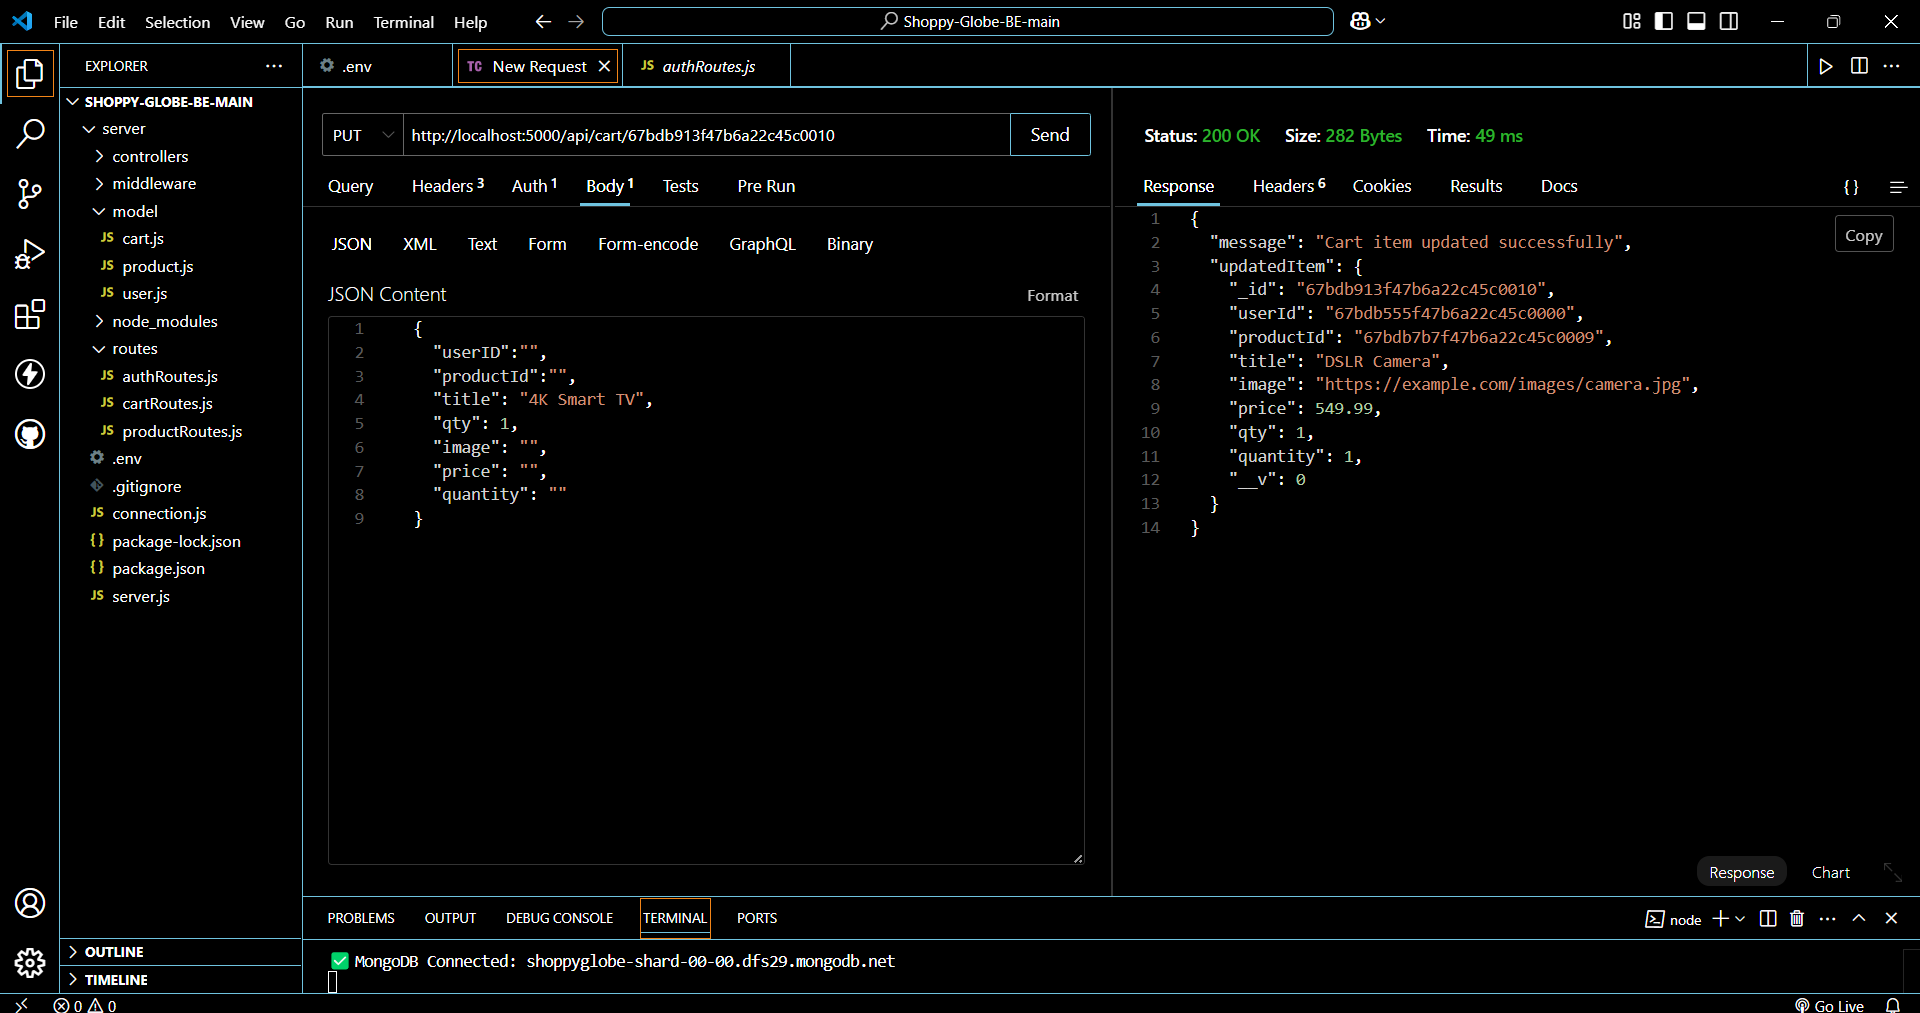 File Edit Selection View Go Run Terminal Help
Shoppy-Globe-BE-main
EXPLORER
SHOPPY-GLOBE-BE-MAIN
server
controllers
middleware
model
JS cart.js
JS product.js
JS user.js
node_modules
routes
JS authRoutes.js
JS cartRoutes.js
JS productRoutes.js
.env
.gitignore
JS connection.js
{} package-lock.json
{} package.json
JS server.js
OUTLINE
TIMELINE
.env
TC New Request
JS authRoutes.js
PUT http://localhost:5000/api/cart/67bdb913f47b6a22c45c0010 Send
Query Headers 3 Auth 1 Body 1 Tests Pre Run
JSON XML Text Form Form-encode GraphQL Binary
JSON Content Format
1 {
2 "userID":"",
3 "productId":"",
4 "title": "4K Smart TV",
5 "qty": 1,
6 "image": "",
7 "price": "",
8 "quantity": ""
9 }
Status: 200 OK Size: 282 Bytes Time: 49 ms
Response Headers 6 Cookies Results Docs {}
Copy
1 {
2 "message": "Cart item updated successfully",
3 "updatedItem": {
4 "_id": "67bdb913f47b6a22c45c0010",
5 "userId": "67bdb555f47b6a22c45c0000",
6 "productId": "67bdb7b7f47b6a22c45c0009",
7 "title": "DSLR Camera",
8 "image": "https://example.com/images/camera.jpg",
9 "price": 549.99,
10 "qty": 1,
11 "quantity": 1,
12 "__v": 0
13 }
14 }
Response Chart
PROBLEMS OUTPUT DEBUG CONSOLE TERMINAL PORTS
node
MongoDB Connected: shoppyglobe-shard-00-00.dfs29.mongodb.net
0 0
Go Live